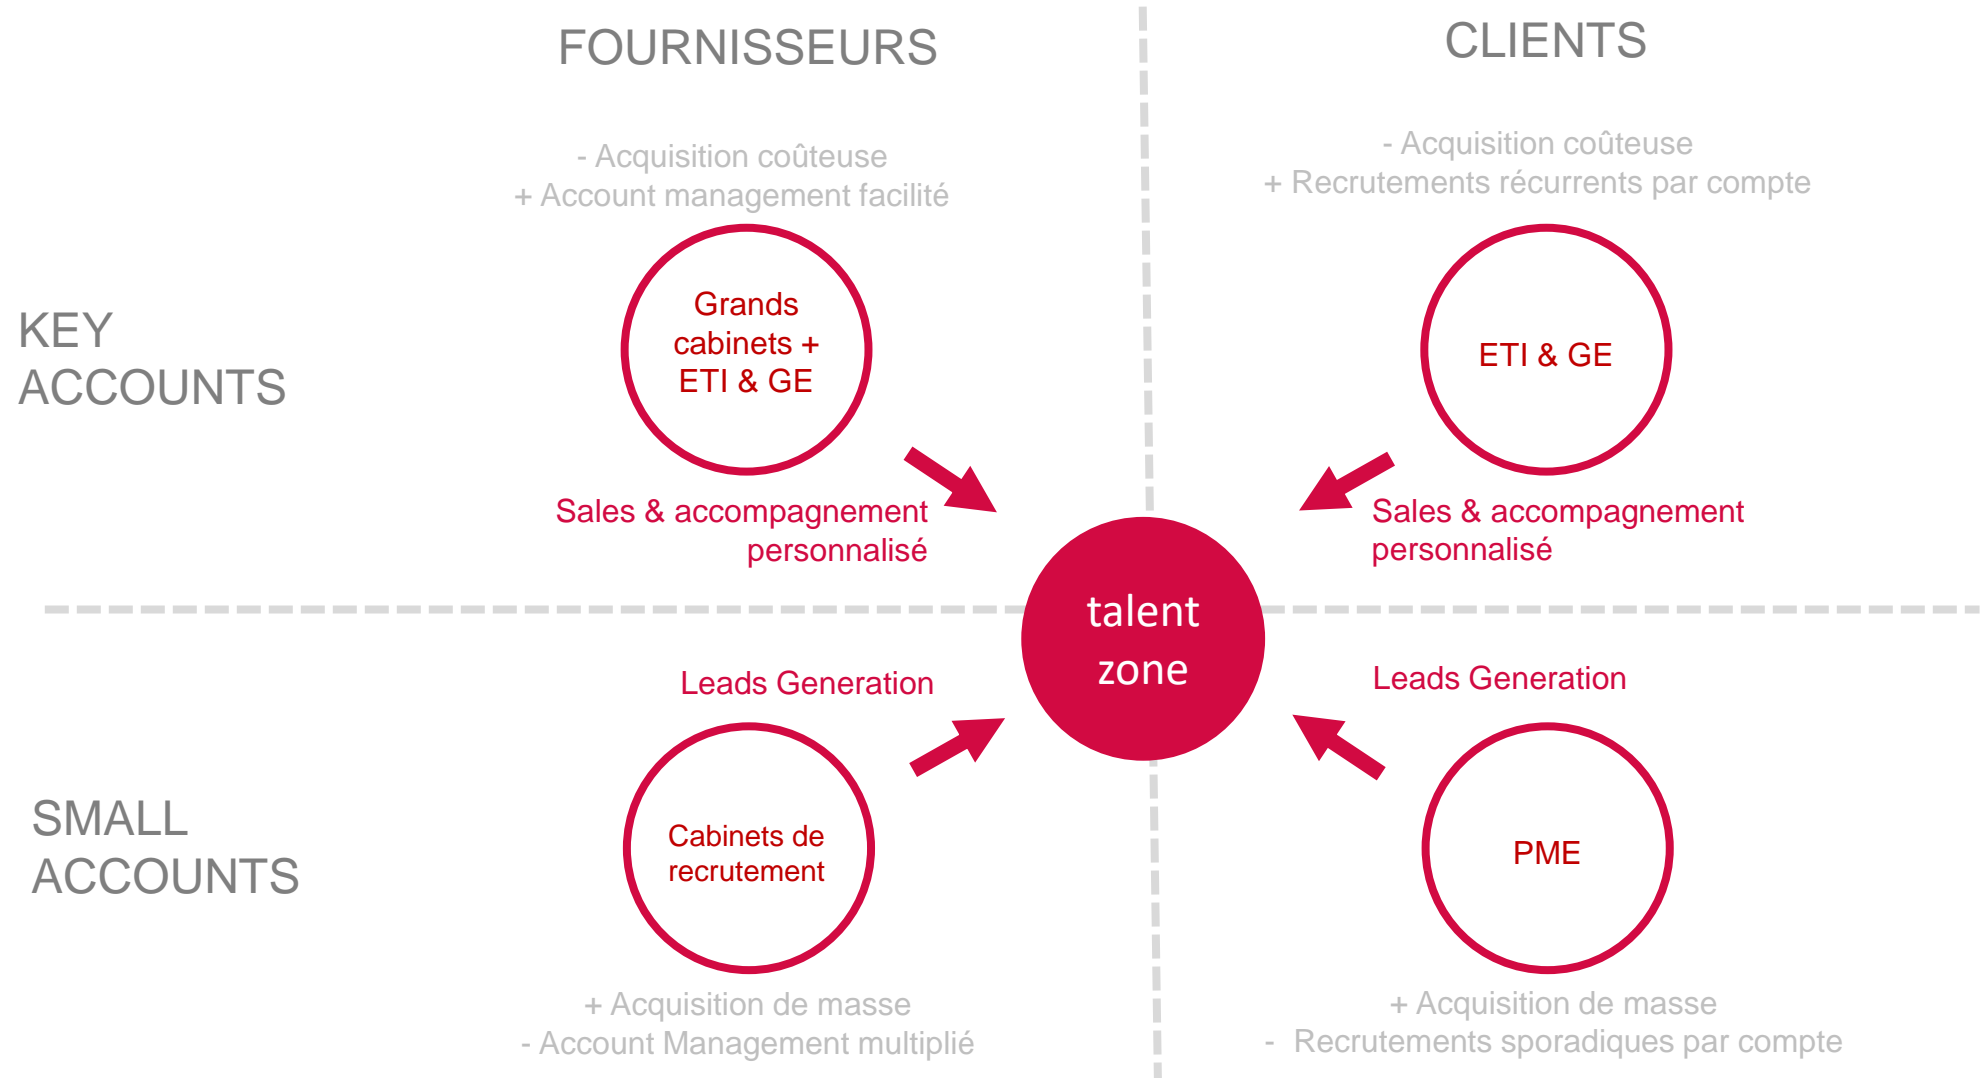 FOURNISSEURS
CLIENTS
- Acquisition coûteuse
+ Account management facilité
- Acquisition coûteuse
+ Recrutements récurrents par compte
KEY
ACCOUNTS
Grands
cabinets +
ETI & GE
ETI & GE
Sales & accompagnement
personnalisé
Sales & accompagnement
personnalisé
talent
zone
Leads Generation
Leads Generation
SMALL
ACCOUNTS
Cabinets de
recrutement
PME
+ Acquisition de masse
- Account Management multiplié
+ Acquisition de masse
- Recrutements sporadiques par compte